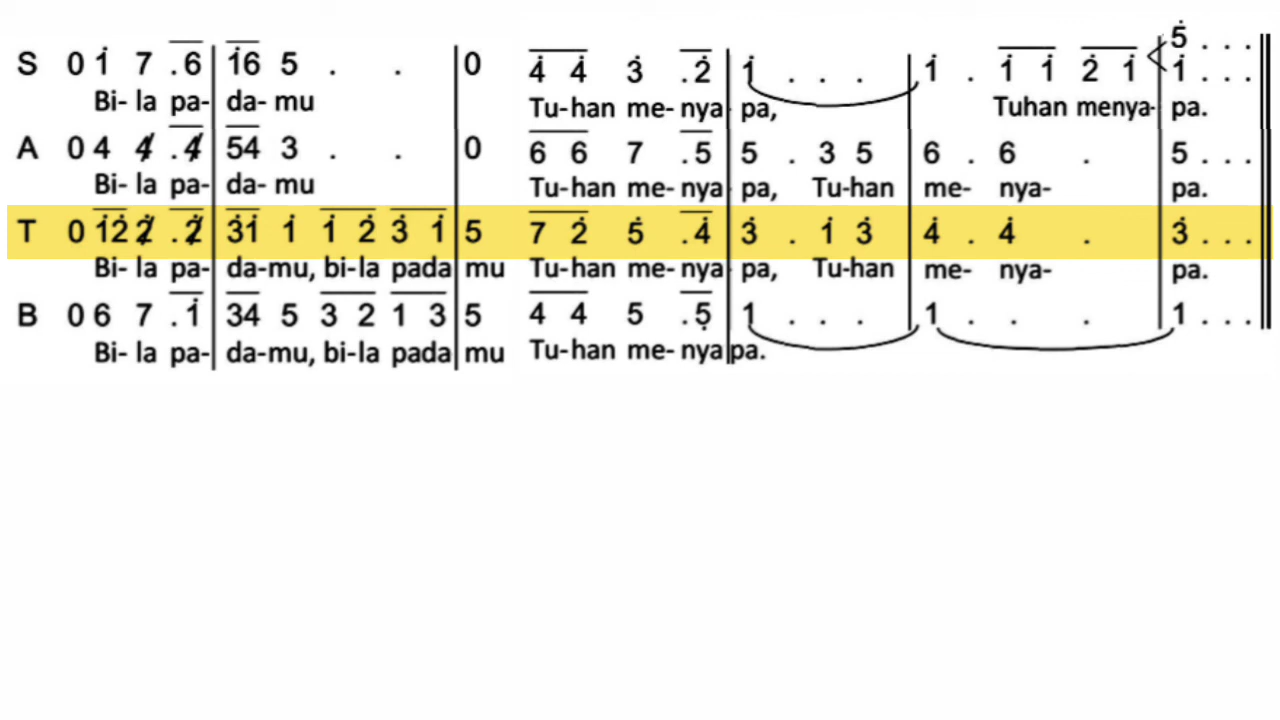 S 0 1̇ 7 .6 | 1̇6 5 . . | 0 4̇ 4̇ 3̇ .2̇ | 1̇ . . . | 1̇ . 1̇ 1̇ 2̇ 1̇ | 5̇ . . . 1̇ . . .
Bi- la pa- da- mu Tu-han me- nya pa, Tuhan menya- pa.
A 0 4 4̸ .4̸ | 54 3 . . | 0 6 6 7 .5 | 5 . 3 5 | 6 . 6 . | 5 . . .
Bi- la pa- da- mu Tu-han me- nya pa, Tu-han me- nya- pa.
T 0 1̇2̇ 2̸̇ .2̸̇ | 3̇1̇ 1̇ 1̇ 2̇ 3̇ 1̇ | 5 7 2̇ 5̇ .4̇ | 3̇ . 1̇ 3̇ | 4̇ . 4̇ . | 3̇ . . .
Bi- la pa- da-mu, bi-la pada mu Tu-han me- nya pa, Tu-han me- nya- pa.
B 0 6 7 .1̇ | 34 5 3 2 1 3 | 5 4 4 5 .5̣ | 1 . . . | 1 . . . | 1 . . .
Bi- la pa- da-mu, bi-la pada mu Tu-han me- nya pa.